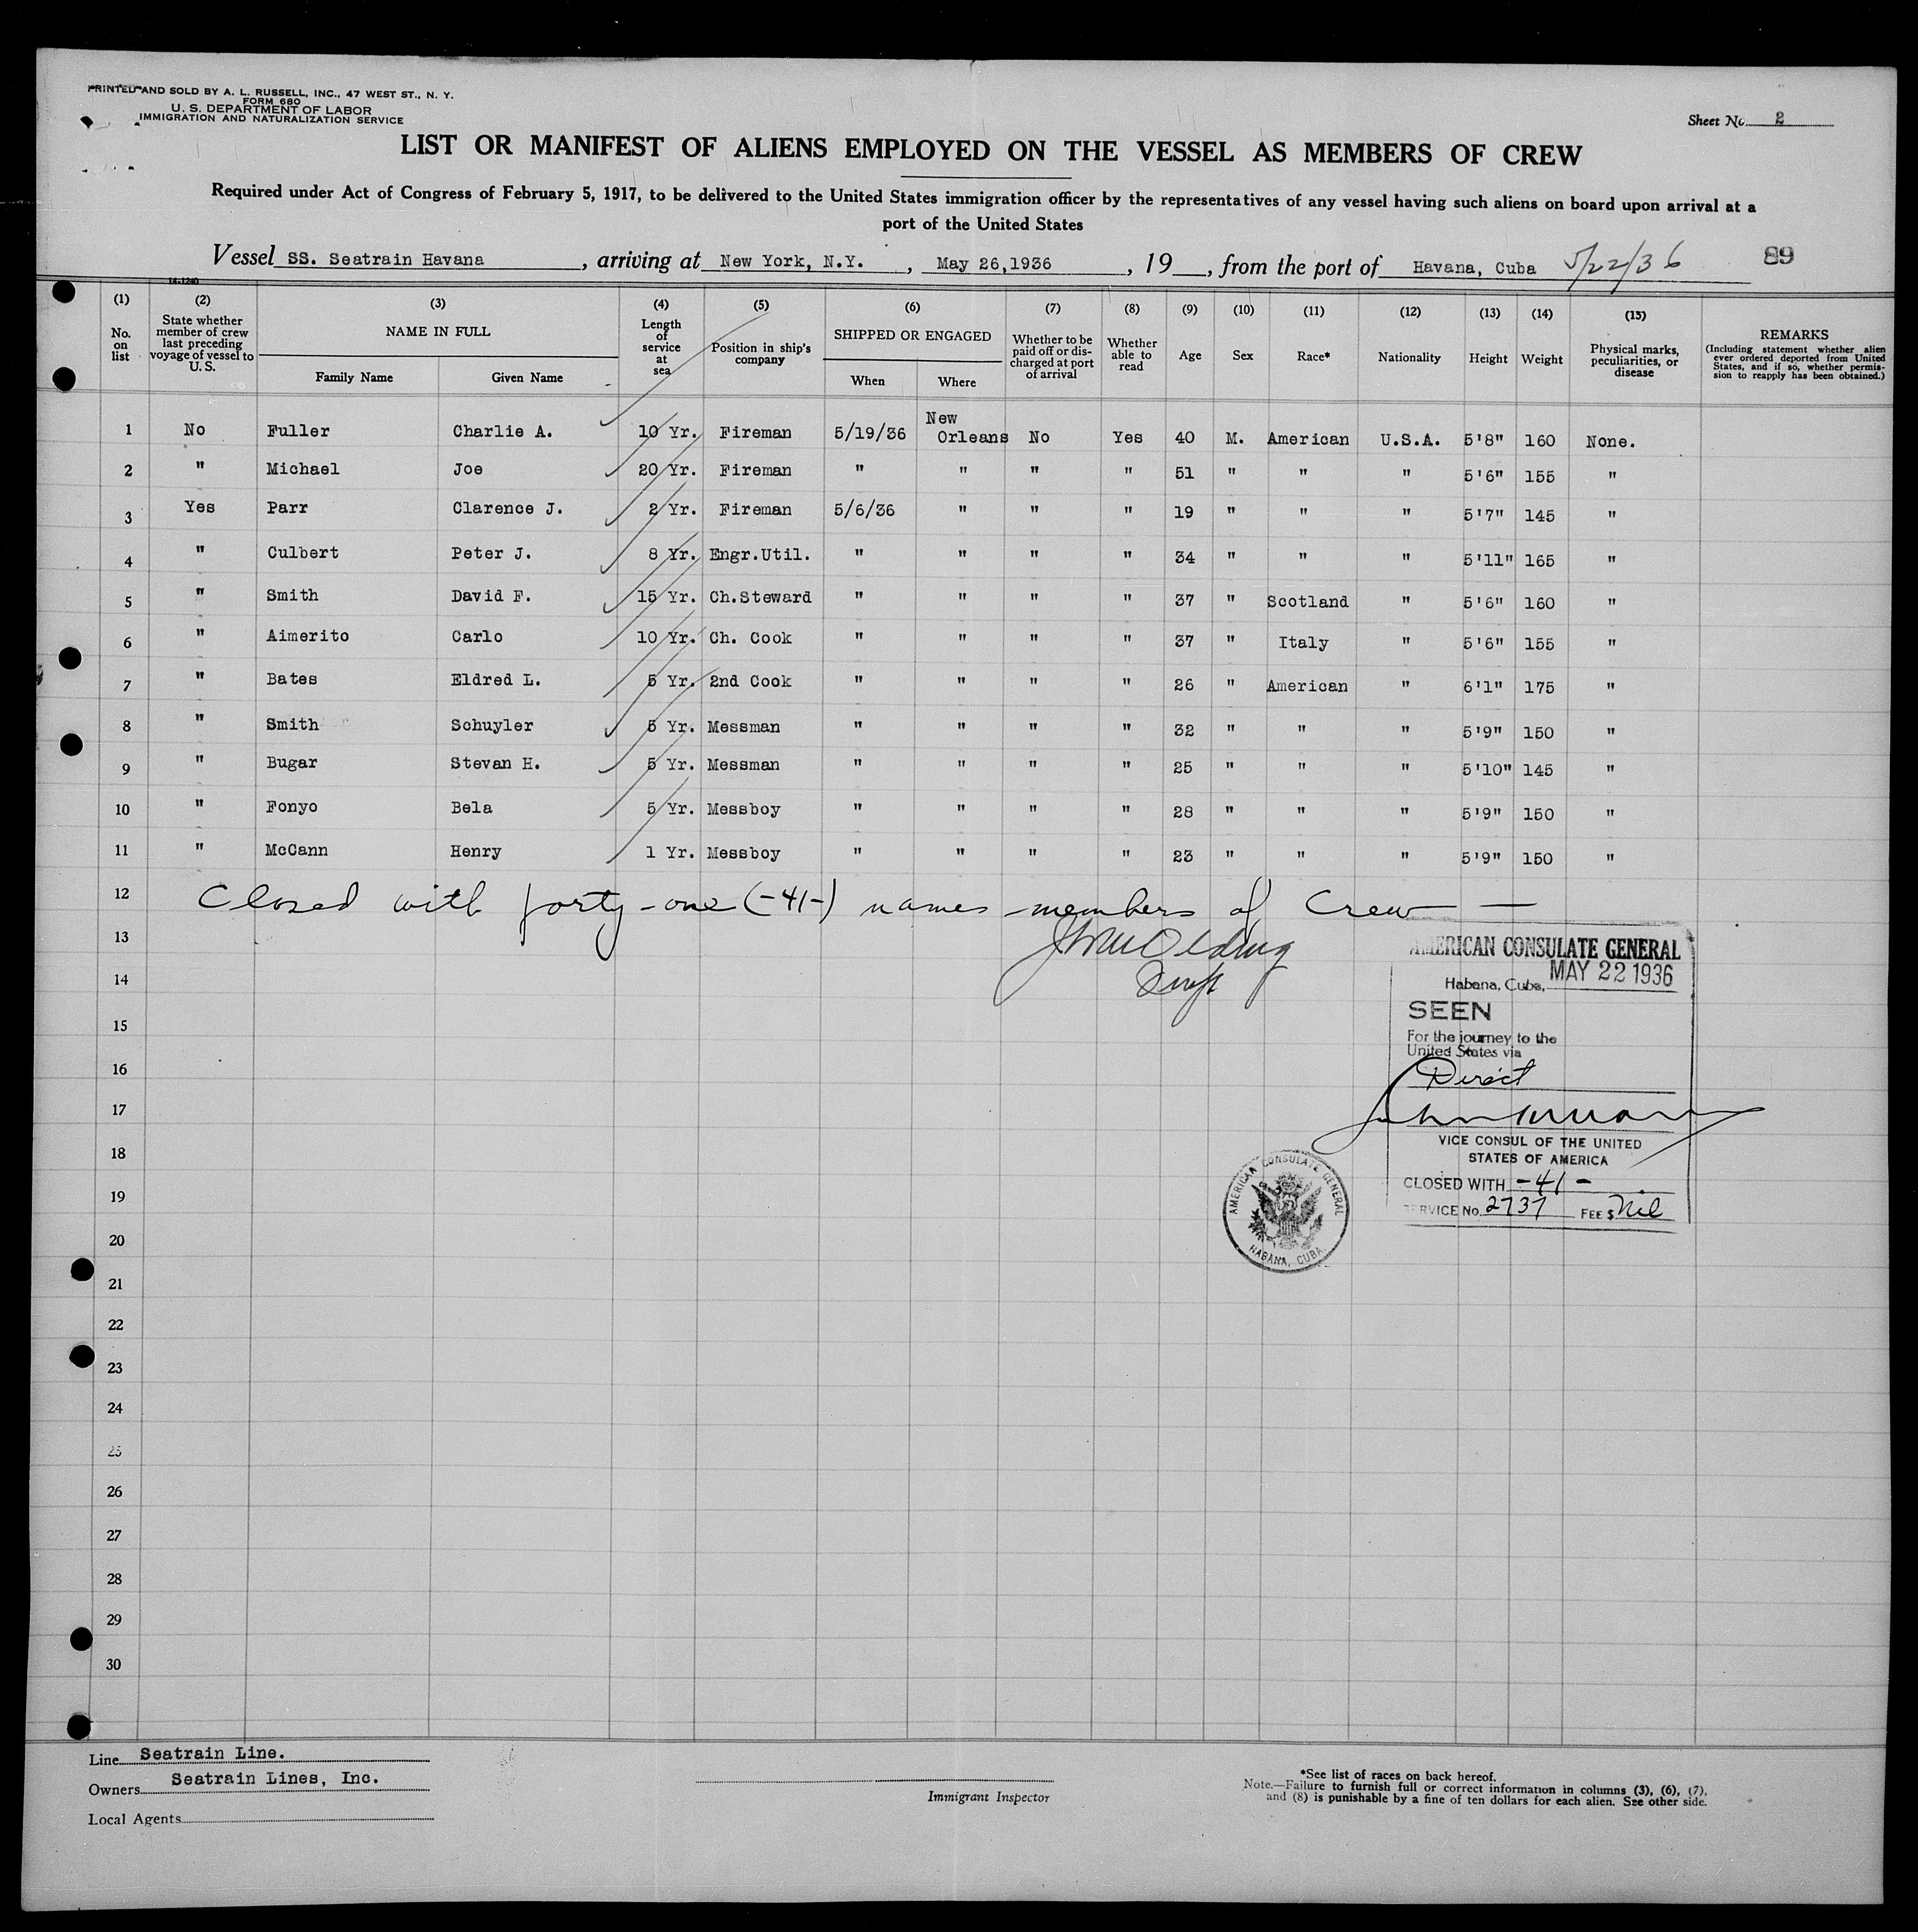 PRINTED AND SOLD BY A. L. RUSSELL, INC., 47 WEST ST., N. Y.
FORM 680
U. S. DEPARTMENT OF LABOR
IMMIGRATION AND NATURALIZATION SERVICE
Sheet No. 2
LIST OR MANIFEST OF ALIENS EMPLOYED ON THE VESSEL AS MEMBERS OF CREW
Required under Act of Congress of February 5, 1917, to be delivered to the United States immigration officer by the representatives of any vessel having such aliens on board upon arrival at a
port of the United States
Vessel SS. Seatrain Havana, arriving at New York, N.Y., May 26,1936, 19, from the port of Havana, Cuba 5/22/36 89
14-1240
(1) No. on list
(2) State whether member of crew last preceding voyage of vessel to U. S.
(3) NAME IN FULL Family Name Given Name
(4) Length of service at sea
(5) Position in ship's company
(6) SHIPPED OR ENGAGED When Where
(7) Whether to be paid off or discharged at port of arrival
(8) Whether able to read
(9) Age
(10) Sex
(11) Race*
(12) Nationality
(13) Height
(14) Weight
(15) Physical marks, peculiarities, or disease
REMARKS (Including statement whether alien ever ordered deported from United States, and if so, whether permission to reapply has been obtained.)
1 No Fuller Charlie A. 10 Yr. Fireman 5/19/36 New Orleans No Yes 40 M. American U.S.A. 5'8" 160 None.
2 " Michael Joe 20 Yr. Fireman " " " " 51 " " " 5'6" 155 "
3 Yes Parr Clarence J. 2 Yr. Fireman 5/6/36 " " " 19 " " " 5'7" 145 "
4 " Culbert Peter J. 8 Yr. Engr.Util. " " " " 34 " " " 5'11" 165 "
5 " Smith David F. 15 Yr. Ch.Steward " " " " 37 " Scotland " 5'6" 160 "
6 " Aimerito Carlo 10 Yr. Ch. Cook " " " " 37 " Italy " 5'6" 155 "
7 " Bates Eldred L. 5 Yr. 2nd Cook " " " " 26 " American " 6'1" 175 "
8 " Smith Schuyler 5 Yr. Messman " " " " 32 " " " 5'9" 150 "
9 " Bugar Stevan H. 5 Yr. Messman " " " " 25 " " " 5'10" 145 "
10 " Fonyo Bela 5 Yr. Messboy " " " " 28 " " " 5'9" 150 "
11 " McCann Henry 1 Yr. Messboy " " " " 23 " " " 5'9" 150 "
12 Closed with forty-one (-41-) names - members of Crew —
13
14
15
16
17
18
19
20
21
22
23
24
25
26
27
28
29
30
AMERICAN CONSULATE GENERAL
Habana, Cuba, MAY 22 1936
SEEN
For the journey to the
United States via
Direct
VICE CONSUL OF THE UNITED
STATES OF AMERICA
CLOSED WITH -41-
SERVICE No. 2737 FEE $ Nil
AMERICAN CONSULATE GENERAL
HABANA, CUBA
Line Seatrain Line.
Owners Seatrain Lines, Inc.
Local Agents
Immigrant Inspector
*See list of races on back hereof.
Note.—Failure to furnish full or correct information in columns (3), (6), (7),
and (8) is punishable by a fine of ten dollars for each alien. See other side.